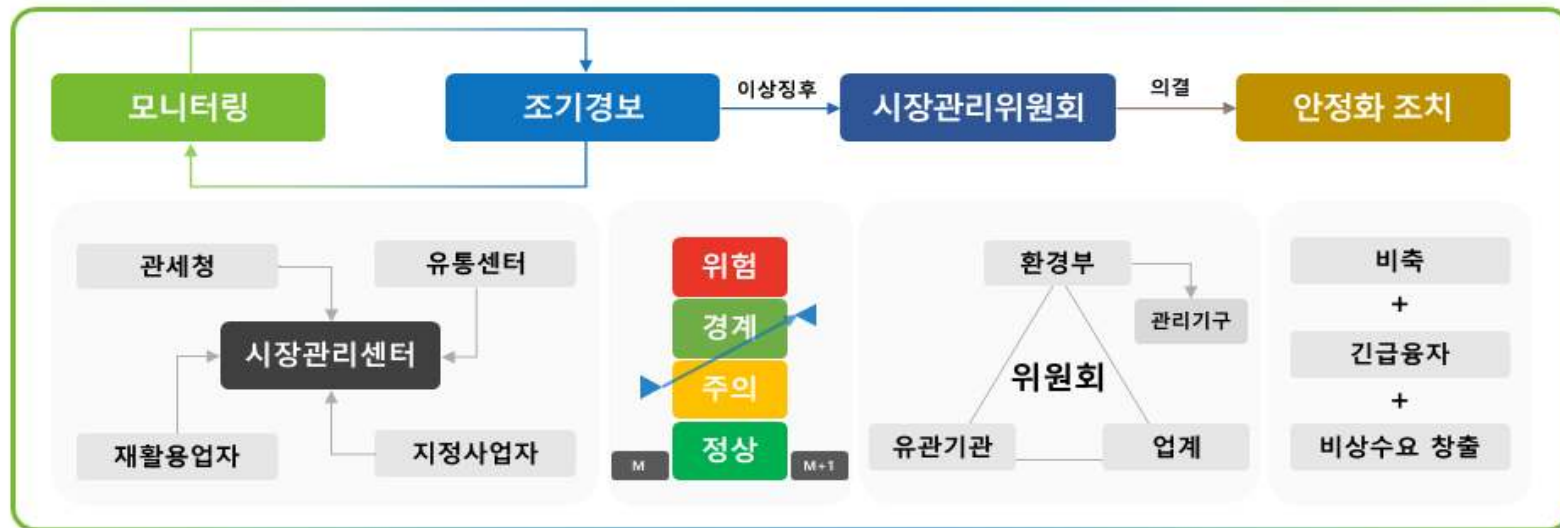 모니터링
조기경보
이상징후
시장관리위원회
의결
안정화 조치
관세청
유통센터
시장관리센터
재활용업자
지정사업자
위험
경계
주의
정상
M
M+1
환경부
관리기구
위원회
유관기관
업계
비축
+
긴급융자
+
비상수요 창출